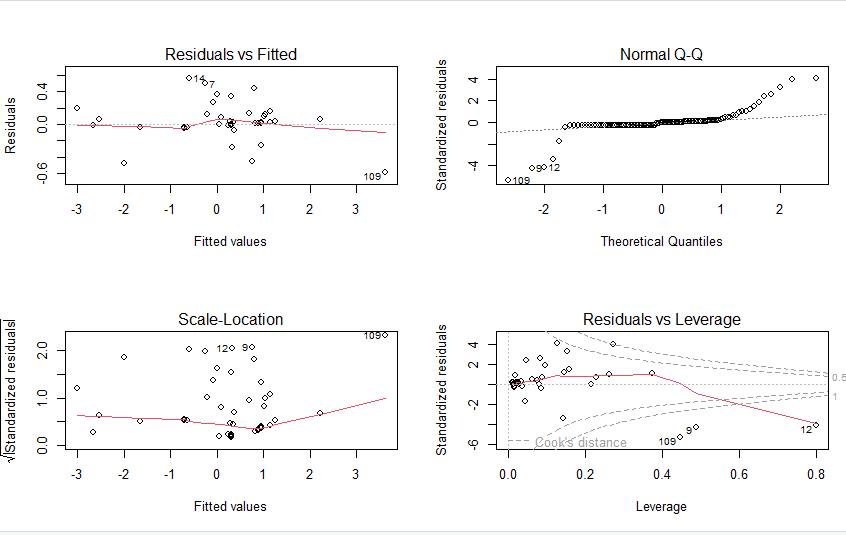 Residuals vs Fitted
Residuals
0.4
0.0
-0.6
14
7
109
-3 -2 -1 0 1 2 3
Fitted values
Normal Q-Q
Standardized residuals
4
2
0
-4
109
9
12
-2 -1 0 1 2
Theoretical Quantiles
Scale-Location
√|Standardized residuals|
2.0
1.0
0.0
12
9
109
-3 -2 -1 0 1 2 3
Fitted values
Residuals vs Leverage
Standardized residuals
4
2
-2
-6
0.5
1
12
9
109
Cook's distance
0.0 0.2 0.4 0.6 0.8
Leverage